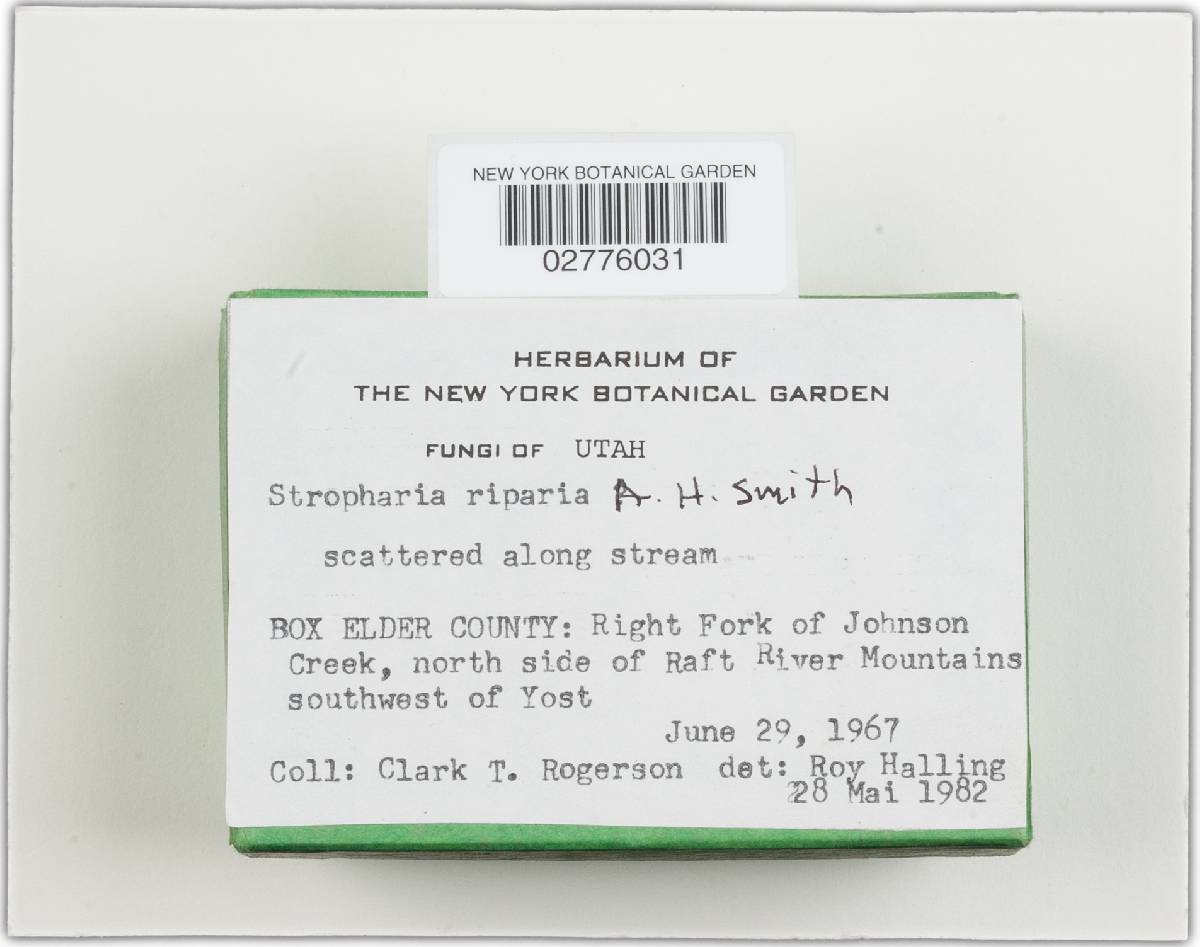 NEW YORK BOTANICAL GARDEN
02776031
HERBARIUM OF
THE NEW YORK BOTANICAL GARDEN
FUNGI OF UTAH
Stropharia riparia A. H. Smith
scattered along stream
BOX ELDER COUNTY: Right Fork of Johnson
Creek, north side of Raft River Mountains
southwest of Yost
June 29, 1967
Coll: Clark T. Rogerson det: Roy Halling
28 Mai 1982